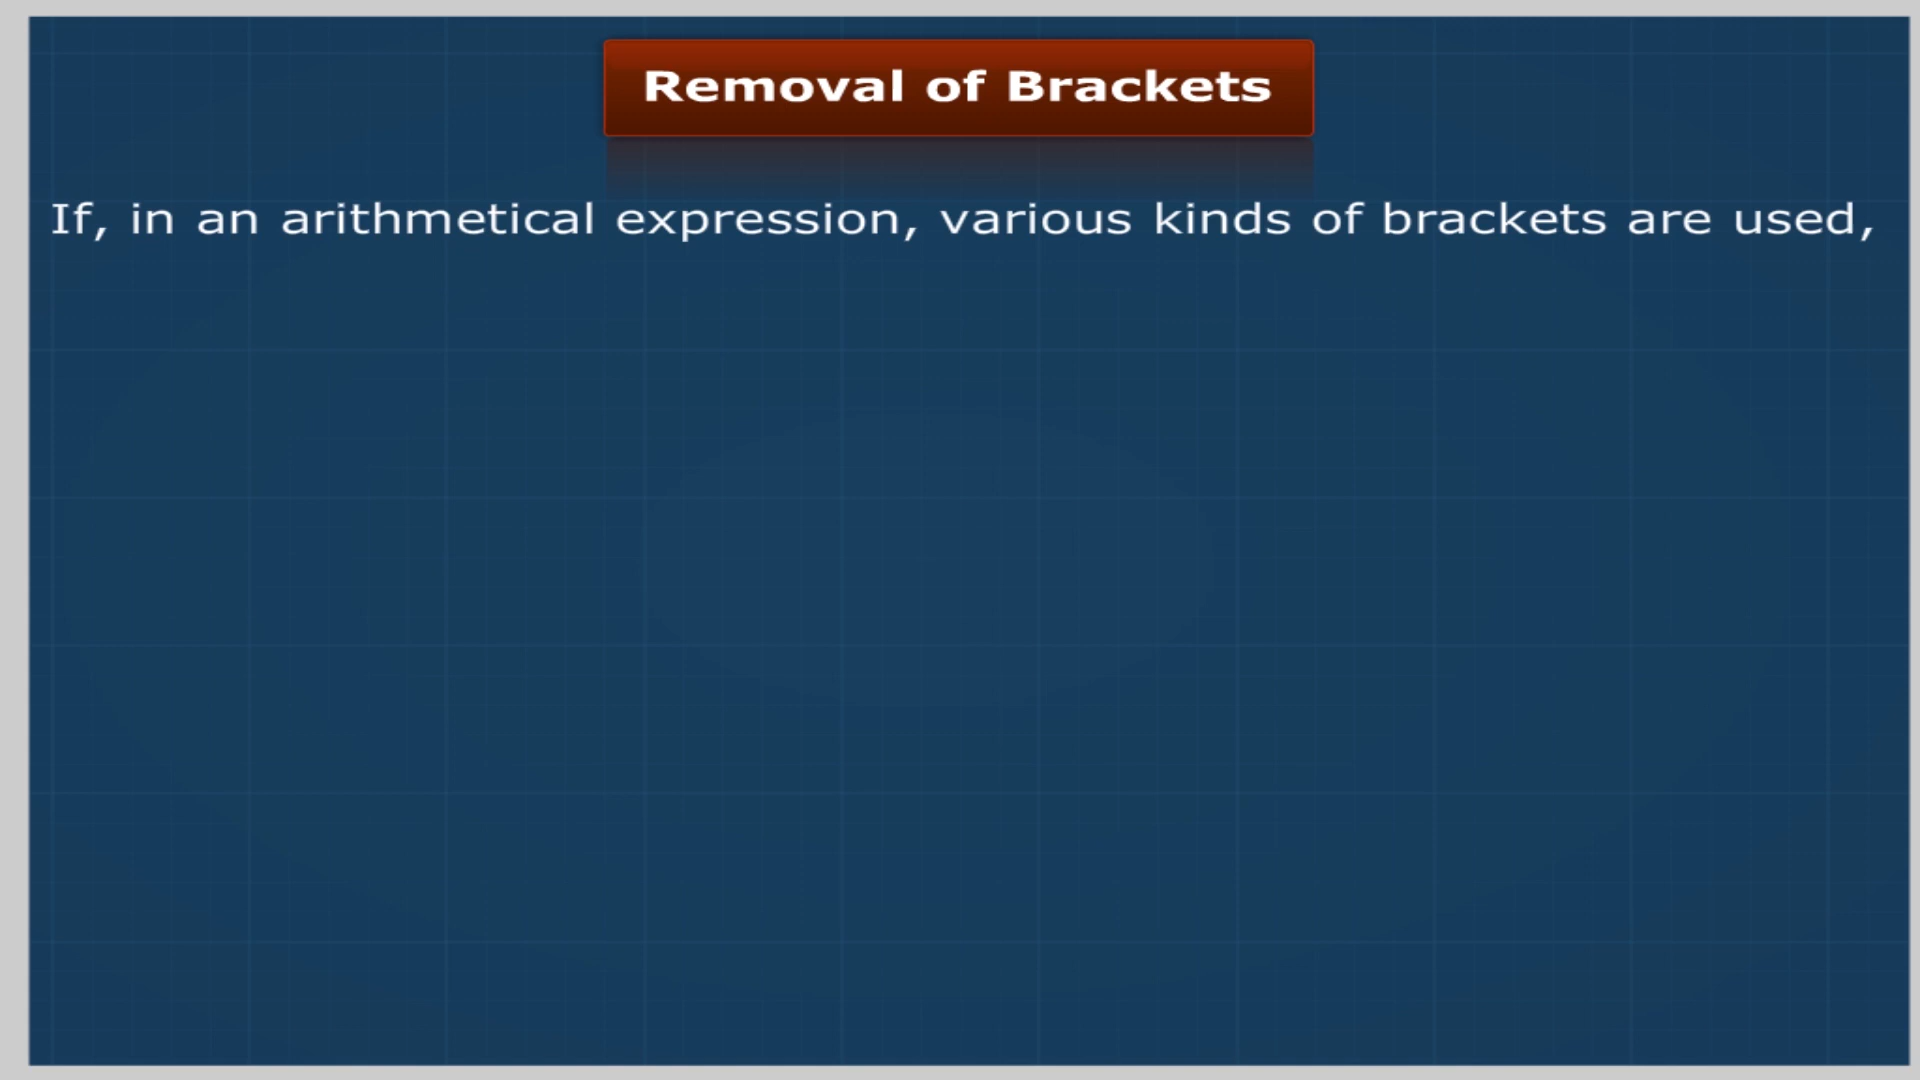 Removal of Brackets
If, in an arithmetical expression, various kinds of brackets are used,